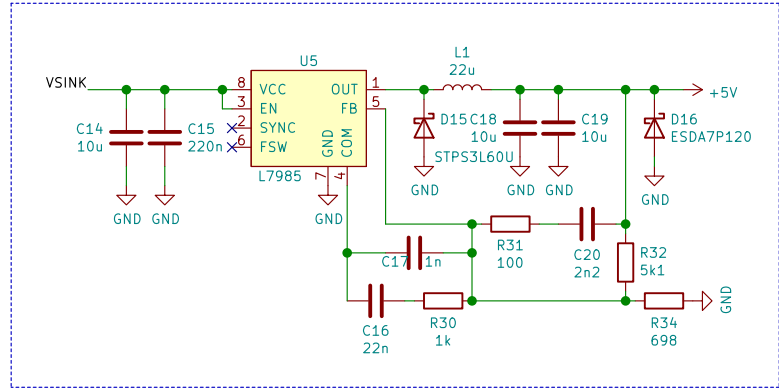 U5
L1
22u
VSINK
8 VCC OUT 1
3 EN FB 5
2 SYNC
6 FSW
GND
COM
7
4
L7985
C14
10u
C15
220n
D15
STPS3L60U
C18
10u
C19
10u
+5V
D16
ESDA7P120
GND
GND
GND
GND
GND
GND
GND
R31
100
C20
2n2
R32
5k1
C17 1n
C16
22n
R30
1k
R34
698
GND